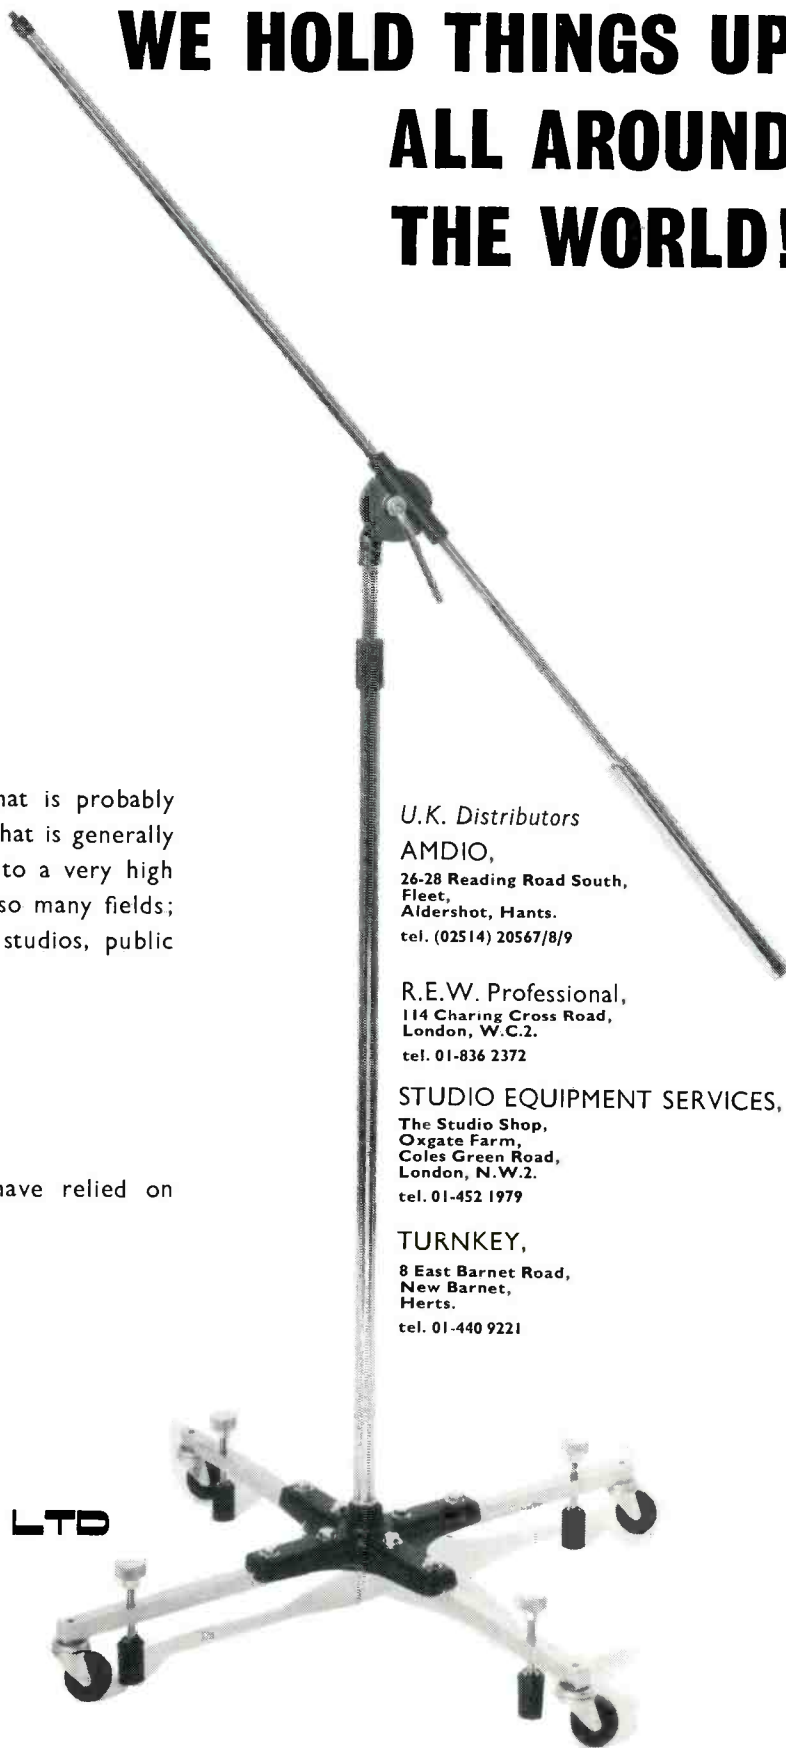 WE HOLD THINGS UP
ALL AROUND
THE WORLD!
hat is probably
hat is generally
to a very high
so many fields;
studios, public
have relied on
LTD
U.K. Distributors
AMDIO,
26-28 Reading Road South,
Fleet,
Aldershot, Hants.
tel. (02514) 20567/8/9
R.E.W. Professional,
114 Charing Cross Road,
London, W.C.2.
tel. 01-836 2372
STUDIO EQUIPMENT SERVICES,
The Studio Shop,
Oxgate Farm,
Coles Green Road,
London, N.W.2.
tel. 01-452 1979
TURNKEY,
8 East Barnet Road,
New Barnet,
Herts.
tel. 01-440 9221